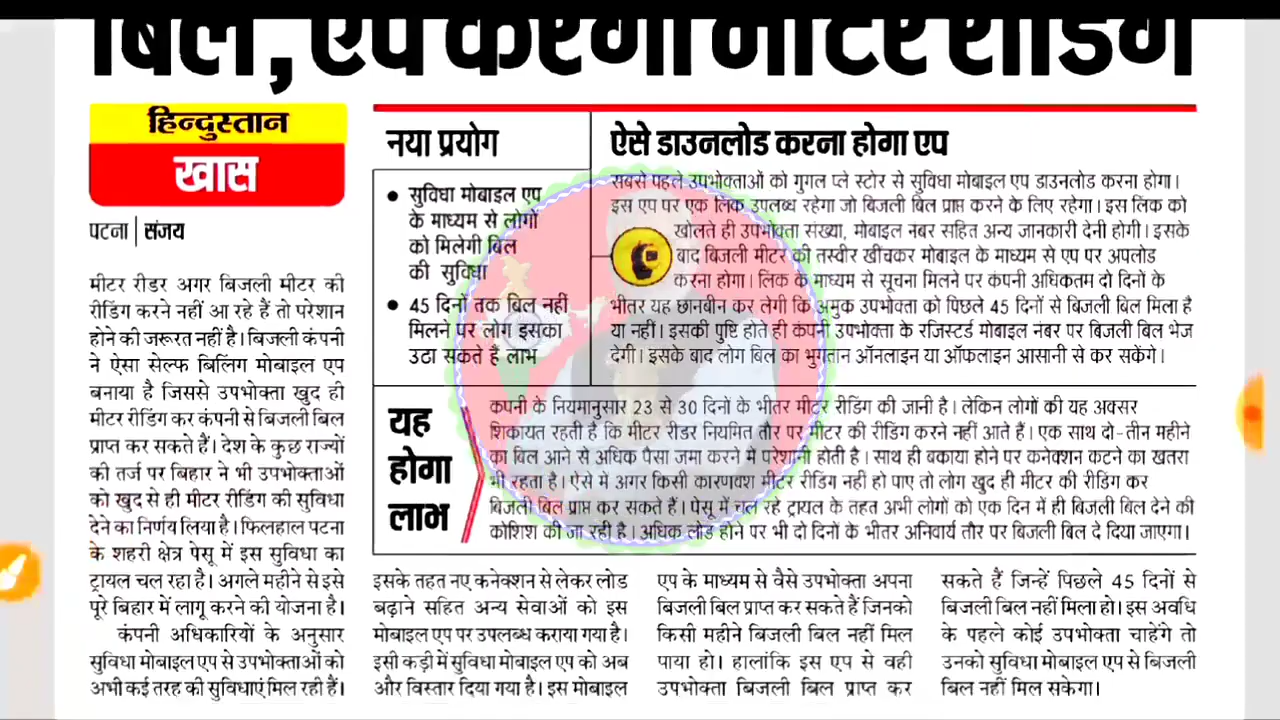 बिल, एप करेगा मीटर रीडिंग
हिन्दुस्तान
खास
पटना | संजय
मीटर रीडर अगर बिजली मीटर की
रीडिंग करने नहीं आ रहे हैं तो परेशान
होने की जरूरत नहीं है। बिजली कंपनी
ने ऐसा सेल्फ बिलिंग मोबाइल एप
बनाया है जिससे उपभोक्ता खुद ही
मीटर रीडिंग कर कंपनी से बिजली बिल
प्राप्त कर सकते हैं। देश के कुछ राज्यों
की तर्ज पर बिहार ने भी उपभोक्ताओं
को खुद से ही मीटर रीडिंग की सुविधा
देने का निर्णय लिया है। फिलहाल पटना
के शहरी क्षेत्र पेसू में इस सुविधा का
ट्रायल चल रहा है। अगले महीने से इसे
पूरे बिहार में लागू करने की योजना है।
कंपनी अधिकारियों के अनुसार
सुविधा मोबाइल एप से उपभोक्ताओं को
अभी कई तरह की सुविधाएं मिल रही हैं।
नया प्रयोग
● सुविधा मोबाइल एप
के माध्यम से लोगों
को मिलेगी बिल
की सुविधा
● 45 दिनों तक बिल नहीं
मिलने पर लोग इसका
उठा सकते हैं लाभ
ऐसे डाउनलोड करना होगा एप
सबसे पहले उपभोक्ताओं को गुगल प्ले स्टोर से सुविधा मोबाइल एप डाउनलोड करना होगा।
इस एप पर एक लिंक उपलब्ध रहेगा जो बिजली बिल प्राप्त करने के लिए रहेगा। इस लिंक को
खोलते ही उपभोक्ता संख्या, मोबाइल नंबर सहित अन्य जानकारी देनी होगी। इसके
बाद बिजली मीटर की तस्वीर खींचकर मोबाइल के माध्यम से एप पर अपलोड
करना होगा। लिंक के माध्यम से सूचना मिलने पर कंपनी अधिकतम दो दिनों के
भीतर यह छानबीन कर लेगी कि अमुक उपभोक्ता को पिछले 45 दिनों से बिजली बिल मिला है
या नहीं। इसकी पुष्टि होते ही कंपनी उपभोक्ता के रजिस्टर्ड मोबाइल नंबर पर बिजली बिल भेज
देगी। इसके बाद लोग बिल का भुगतान ऑनलाइन या ऑफलाइन आसानी से कर सकेंगे।
यह
होगा
लाभ
कंपनी के नियमानुसार 23 से 30 दिनों के भीतर मीटर रीडिंग की जानी है। लेकिन लोगों की यह अक्सर
शिकायत रहती है कि मीटर रीडर नियमित तौर पर मीटर की रीडिंग करने नहीं आते हैं। एक साथ दो-तीन महीने
का बिल आने से अधिक पैसा जमा करने में परेशानी होती है। साथ ही बकाया होने पर कनेक्शन कटने का खतरा
भी रहता है। ऐसे में अगर किसी कारणवश मीटर रीडिंग नहीं हो पाए तो लोग खुद ही मीटर की रीडिंग कर
बिजली बिल प्राप्त कर सकते हैं। पेसू में चल रहे ट्रायल के तहत अभी लोगों को एक दिन में ही बिजली बिल देने की
कोशिश की जा रही है। अधिक लोड होने पर भी दो दिनों के भीतर अनिवार्य तौर पर बिजली बिल दे दिया जाएगा।
इसके तहत नए कनेक्शन से लेकर लोड
बढ़ाने सहित अन्य सेवाओं को इस
मोबाइल एप पर उपलब्ध कराया गया है।
इसी कड़ी में सुविधा मोबाइल एप को अब
और विस्तार दिया गया है। इस मोबाइल
एप के माध्यम से वैसे उपभोक्ता अपना
बिजली बिल प्राप्त कर सकते हैं जिनको
किसी महीने बिजली बिल नहीं मिल
पाया हो। हालांकि इस एप से वही
उपभोक्ता बिजली बिल प्राप्त कर
सकते हैं जिन्हें पिछले 45 दिनों से
बिजली बिल नहीं मिला हो। इस अवधि
के पहले कोई उपभोक्ता चाहेंगे तो
उनको सुविधा मोबाइल एप से बिजली
बिल नहीं मिल सकेगा।